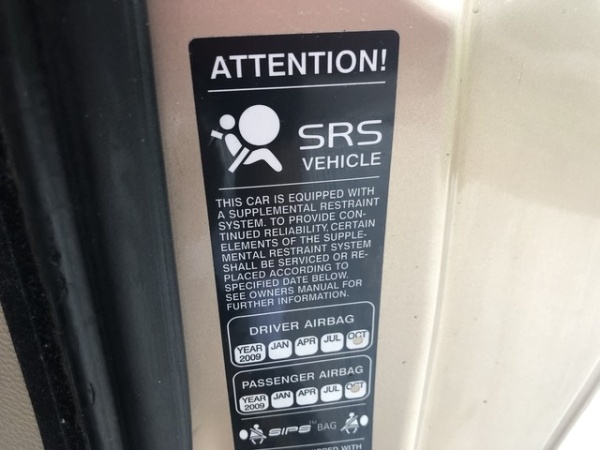 ATTENTION!
SRS
VEHICLE
THIS CAR IS EQUIPPED WITH
A SUPPLEMENTAL RESTRAINT
SYSTEM. TO PROVIDE CON-
TINUED RELIABILITY, CERTAIN
ELEMENTS OF THE SUPPLE-
MENTAL RESTRAINT SYSTEM
SHALL BE SERVICED OR RE-
PLACED ACCORDING TO
SPECIFIED DATE BELOW.
SEE OWNERS MANUAL FOR
FURTHER INFORMATION.
DRIVER AIRBAG
YEAR 2009 JAN APR JUL OCT
PASSENGER AIRBAG
YEAR 2009 JAN APR JUL OCT
SIPS™ BAG
WITH